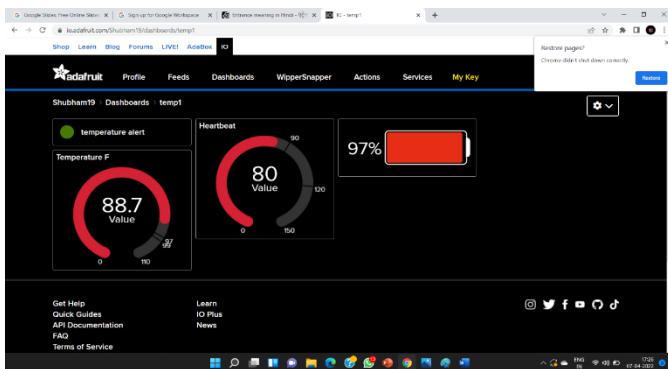 Google Slides: Free Online Slides
Sign up for Google Workspace
Entrance meaning in Hindi -
IO - temp1
io.adafruit.com/Shubham19/dashboards/temp1
Shop Learn Blog Forums LIVE! AdaBox IO
Restore pages?
Chrome didn't shut down correctly.
Restore
adafruit Profile Feeds Dashboards WipperSnapper Actions Services My Key
Shubham19 Dashboards temp1
temperature alert
Temperature F
88.7
Value
0
97
99
110
Heartbeat
80
Value
0
90
120
150
97%
Get Help
Quick Guides
API Documentation
FAQ
Terms of Service
Learn
IO Plus
News
ENG
IN
17:26
07-04-2022